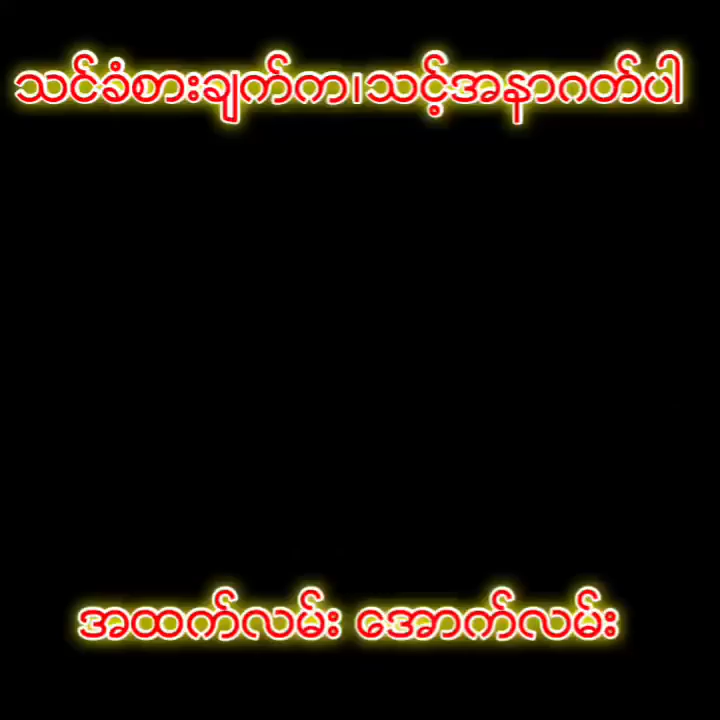 သင်ခံစားချက်က၊သင့်အနာဂတ်ပါ
အထက်လမ်း အောက်လမ်း